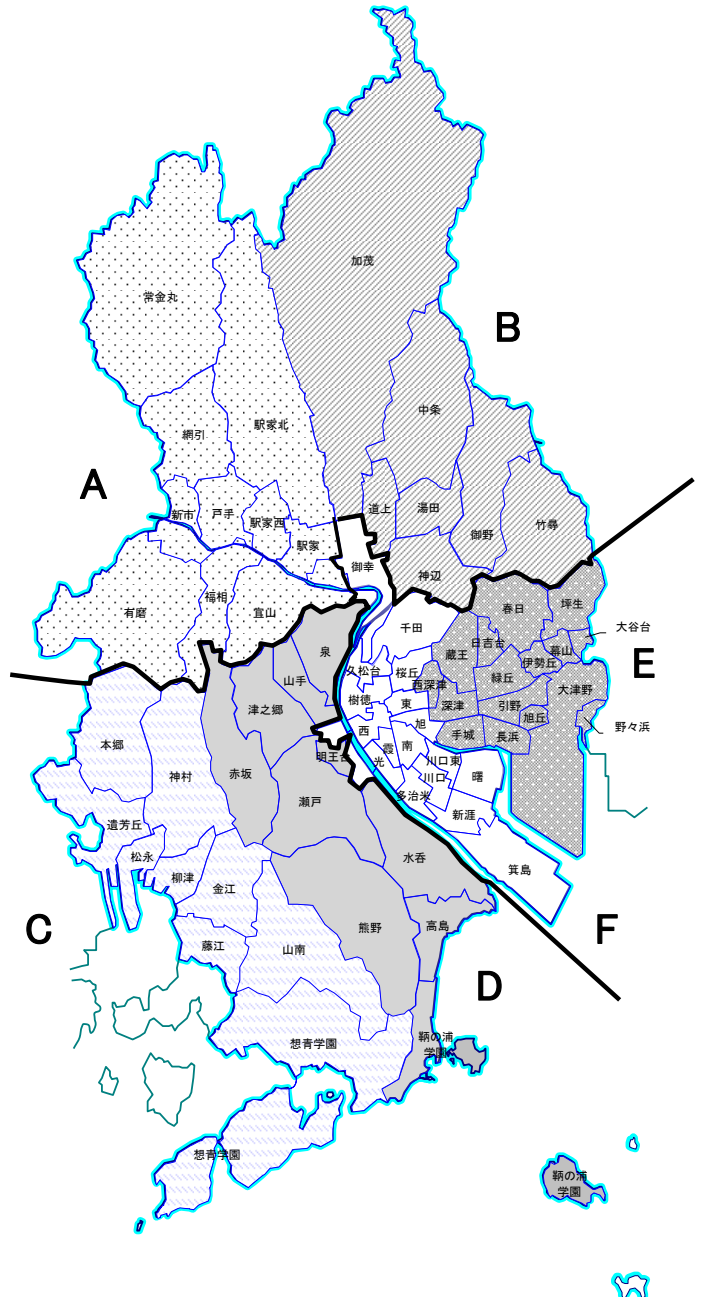 加茂
常金丸
B
中条
駅家北
網引
A
新市
戸手
駅家西
駅家
道上
湯田
御野
竹尋
御幸
神辺
有磨
福相
宜山
春日
坪生
千田
大谷台
泉
蔵王
日吉台
幕山
伊勢丘
E
久松台
桜丘
西深津
緑丘
大津野
山手
樹徳
東
深津
引野
旭丘
野々浜
津之郷
西
旭
手城
長浜
本郷
明王台
霞
南
光
川口東
川口
曙
神村
赤坂
瀬戸
多治米
新涯
遺芳丘
松永
柳津
金江
水呑
箕島
C
藤江
山南
熊野
高島
F
D
想青学園
鞆の浦
学園
想青学園
鞆の浦
学園